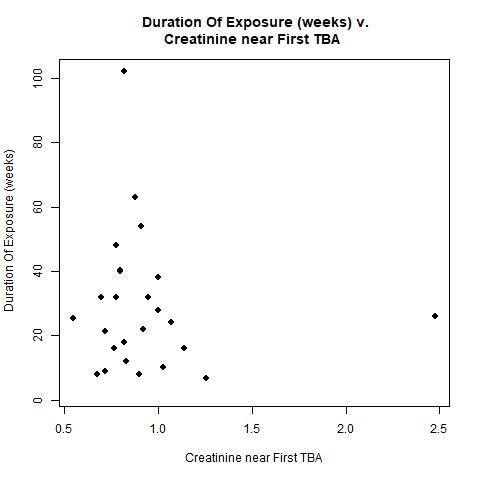 Duration Of Exposure (weeks) v.
Creatinine near First TBA
Duration Of Exposure (weeks)
100
80
60
40
20
0
0.5 1.0 1.5 2.0 2.5
Creatinine near First TBA